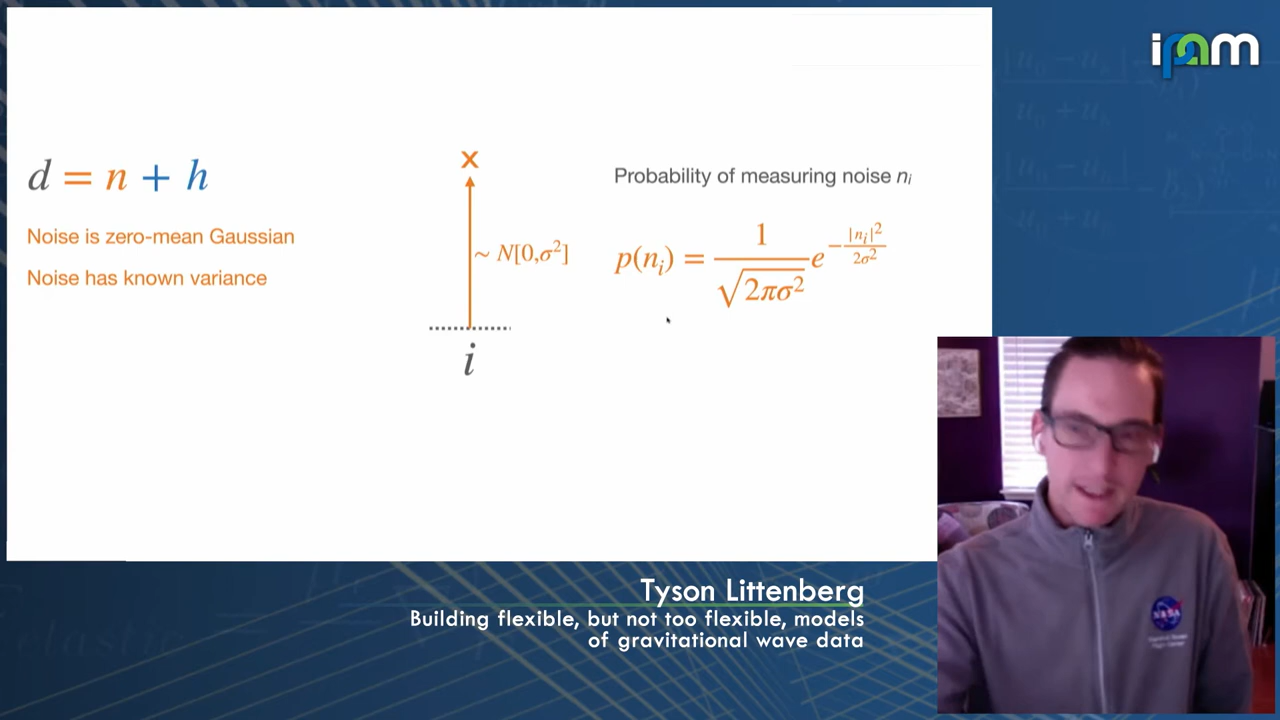 ipam
d = n + h
Noise is zero-mean Gaussian
Noise has known variance
x
~ N[0,σ²]
i
Probability of measuring noise nᵢ
p(nᵢ) = 1/√(2πσ²) e^(−|nᵢ|²/2σ²)
Tyson Littenberg
Building flexible, but not too flexible, models
of gravitational wave data
NASA